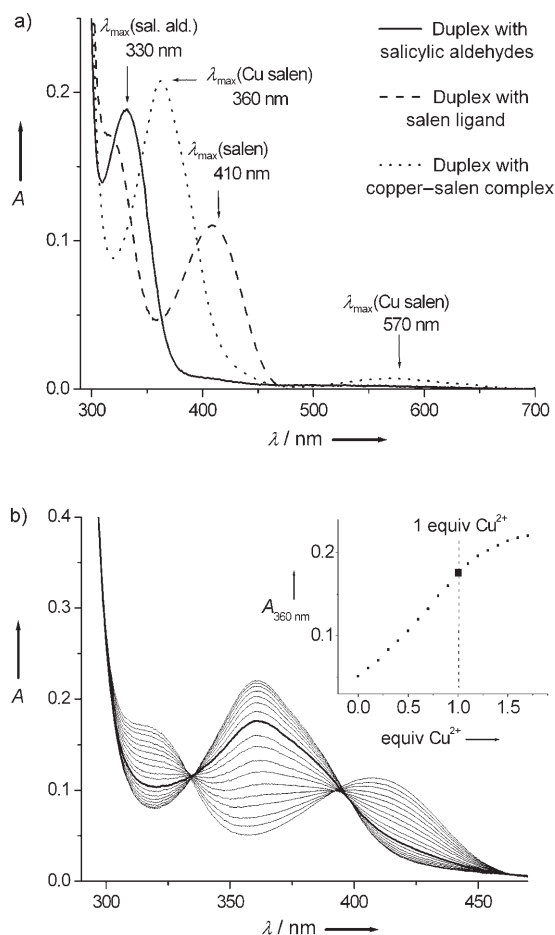 a)
λmax(sal. ald.)
330 nm
λmax(Cu salen)
360 nm
λmax(salen)
410 nm
λmax(Cu salen)
570 nm
Duplex with
salicylic aldehydes
Duplex with
salen ligand
Duplex with
copper–salen complex
0.2
0.1
0.0
A
300 400 500 600 700
λ / nm
b)
0.4
0.3
0.2
0.1
0.0
A
300 350 400 450
λ / nm
1 equiv Cu²⁺
0.2
0.1
A360 nm
0.0 0.5 1.0 1.5
equiv Cu²⁺